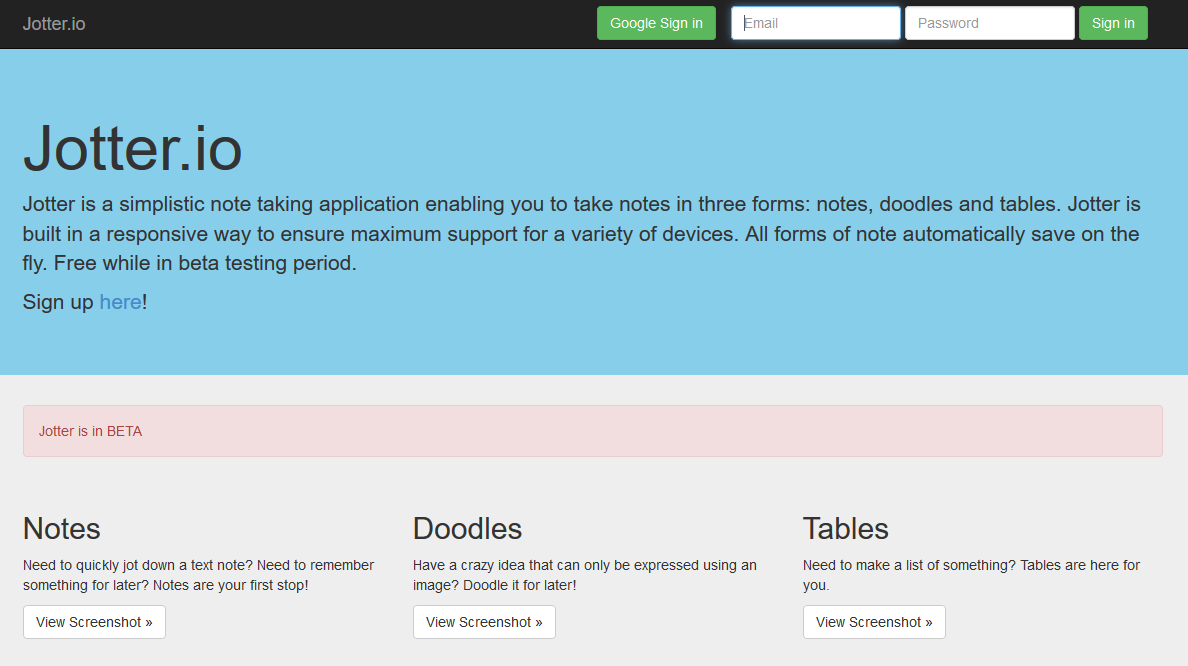 Jotter.io Google Sign in Email Password Sign in
Jotter.io
Jotter is a simplistic note taking application enabling you to take notes in three forms: notes, doodles and tables. Jotter is
built in a responsive way to ensure maximum support for a variety of devices. All forms of note automatically save on the
fly. Free while in beta testing period.
Sign up here!
Jotter is in BETA
Notes
Need to quickly jot down a text note? Need to remember
something for later? Notes are your first stop!
View Screenshot »
Doodles
Have a crazy idea that can only be expressed using an
image? Doodle it for later!
View Screenshot »
Tables
Need to make a list of something? Tables are here for
you.
View Screenshot »